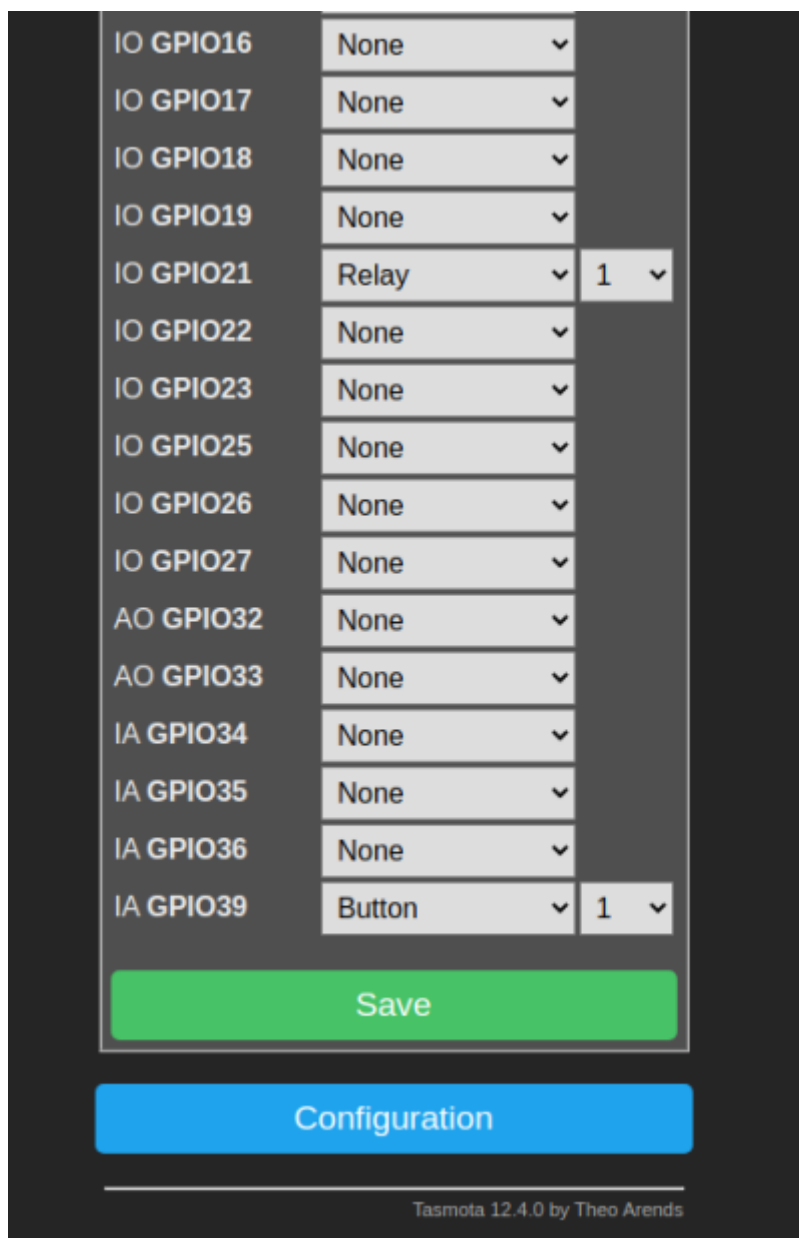 IO GPIO16 None
IO GPIO17 None
IO GPIO18 None
IO GPIO19 None
IO GPIO21 Relay 1
IO GPIO22 None
IO GPIO23 None
IO GPIO25 None
IO GPIO26 None
IO GPIO27 None
AO GPIO32 None
AO GPIO33 None
IA GPIO34 None
IA GPIO35 None
IA GPIO36 None
IA GPIO39 Button 1
Save
Configuration
Tasmota 12.4.0 by Theo Arends